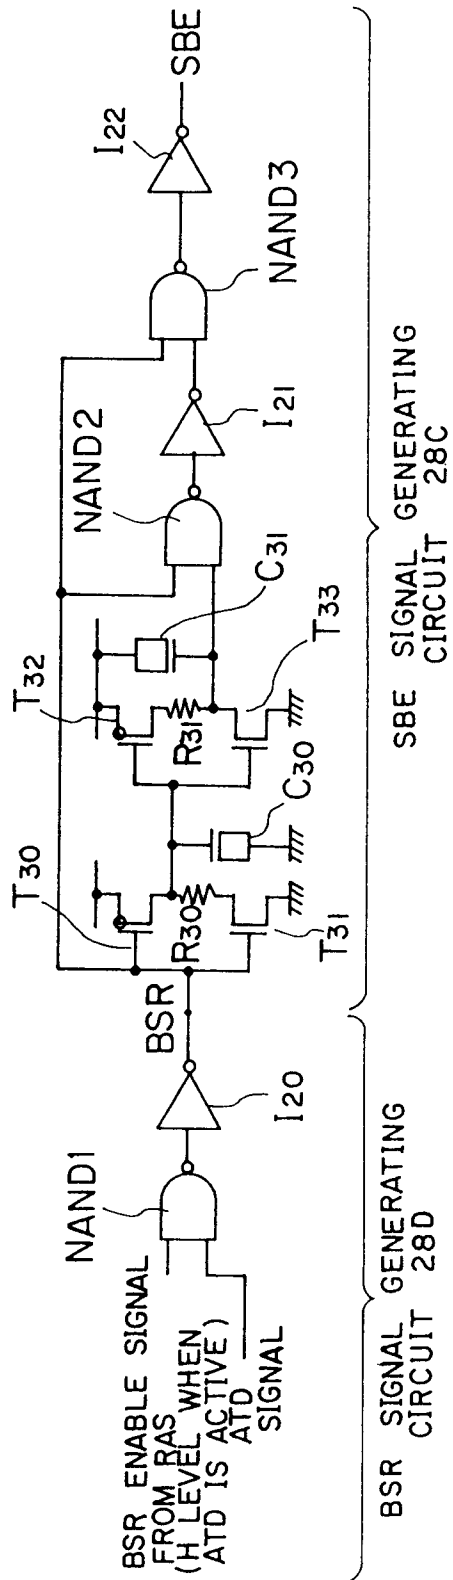 BSR ENABLE SIGNAL
FROM RAS
(H LEVEL WHEN
ATD IS ACTIVE)
ATD
SIGNAL
NAND1
I20
BSR
T30
R30
T31
C30
T32
R31
T33
C31
NAND2
I21
NAND3
I22
SBE
BSR SIGNAL GENERATING
CIRCUIT 28D
SBE SIGNAL GENERATING
CIRCUIT 28C